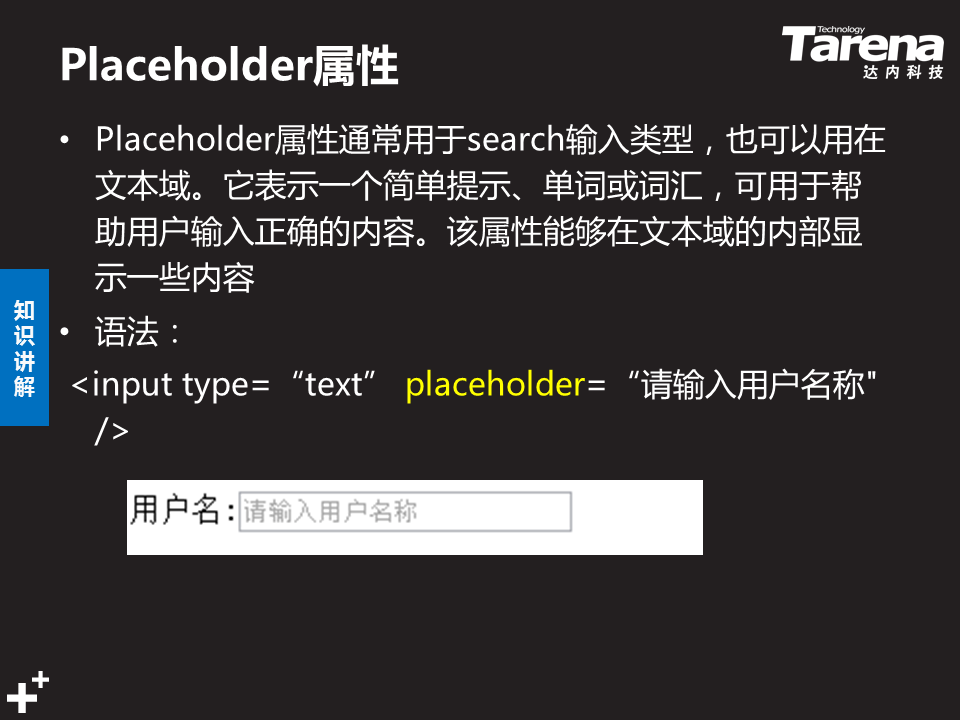 Placeholder属性
Technology
Tarena
达内科技
• Placeholder属性通常用于search输入类型，也可以用在
文本域。它表示一个简单提示、单词或词汇，可用于帮
助用户输入正确的内容。该属性能够在文本域的内部显
示一些内容
• 语法：
<input type=“text” placeholder=“请输入用户名称"
/>
知识讲解
用户名:请输入用户名称